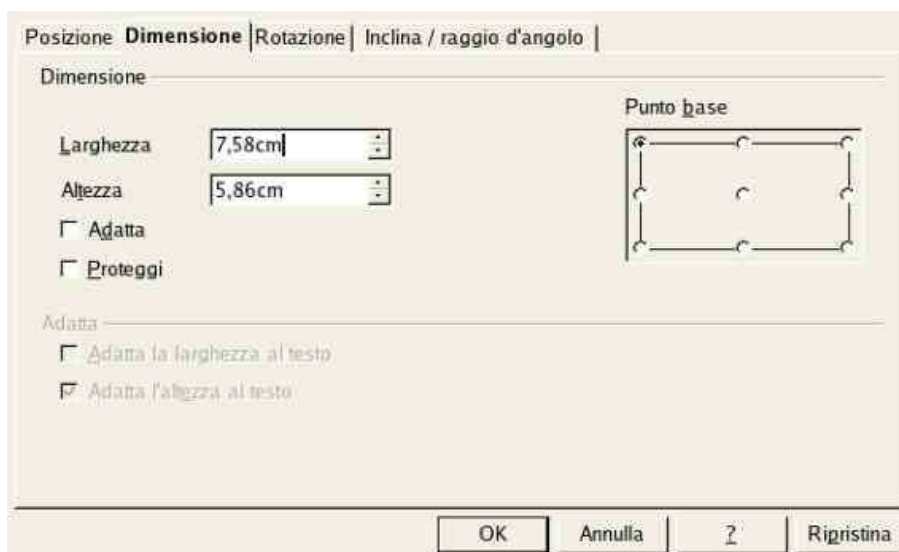 Posizione Dimensione Rotazione Inclina / raggio d'angolo
Dimensione
Punto base
Larghezza 7,58cm
Altezza 5,86cm
Adatta
Proteggi
Adatta
Adatta la larghezza al testo
Adatta l'altezza al testo
OK Annulla ? Ripristina